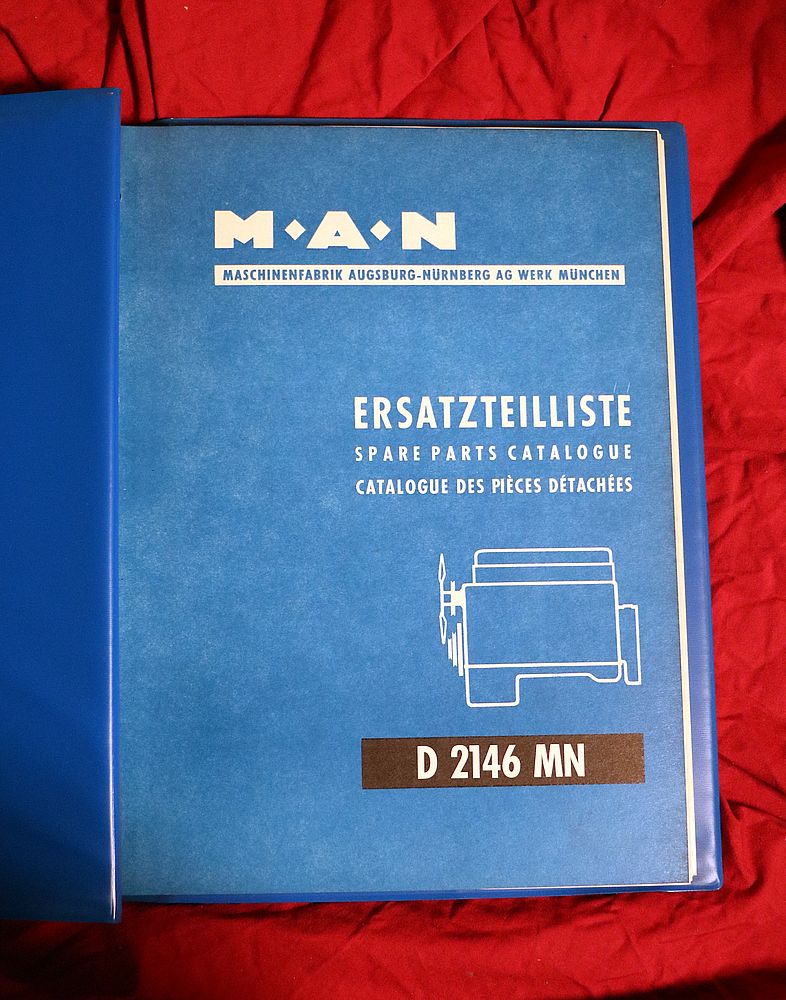 M·A·N
MASCHINENFABRIK AUGSBURG-NÜRNBERG AG WERK MÜNCHEN
ERSATZTEILLISTE
SPARE PARTS CATALOGUE
CATALOGUE DES PIÈCES DÉTACHÉES
D 2146 MN